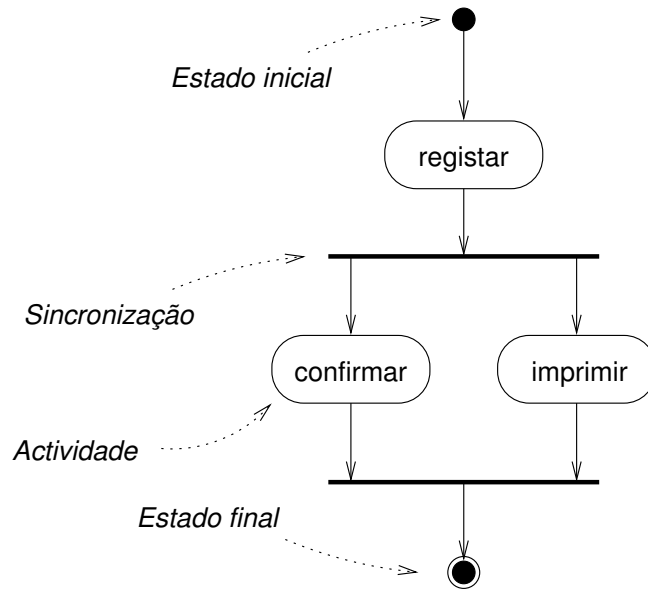 Estado inicial
registar
Sincronização
confirmar
imprimir
Actividade
Estado final